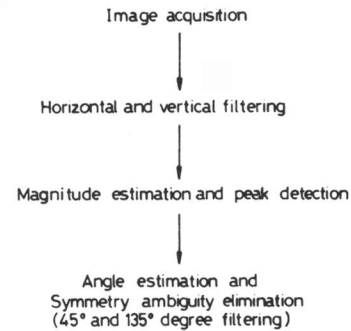 Image acquisition
Horizontal and vertical filtering
Magnitude estimation and peak detection
Angle estimation and
Symmetry ambiguity elimination
(45° and 135° degree filtering)